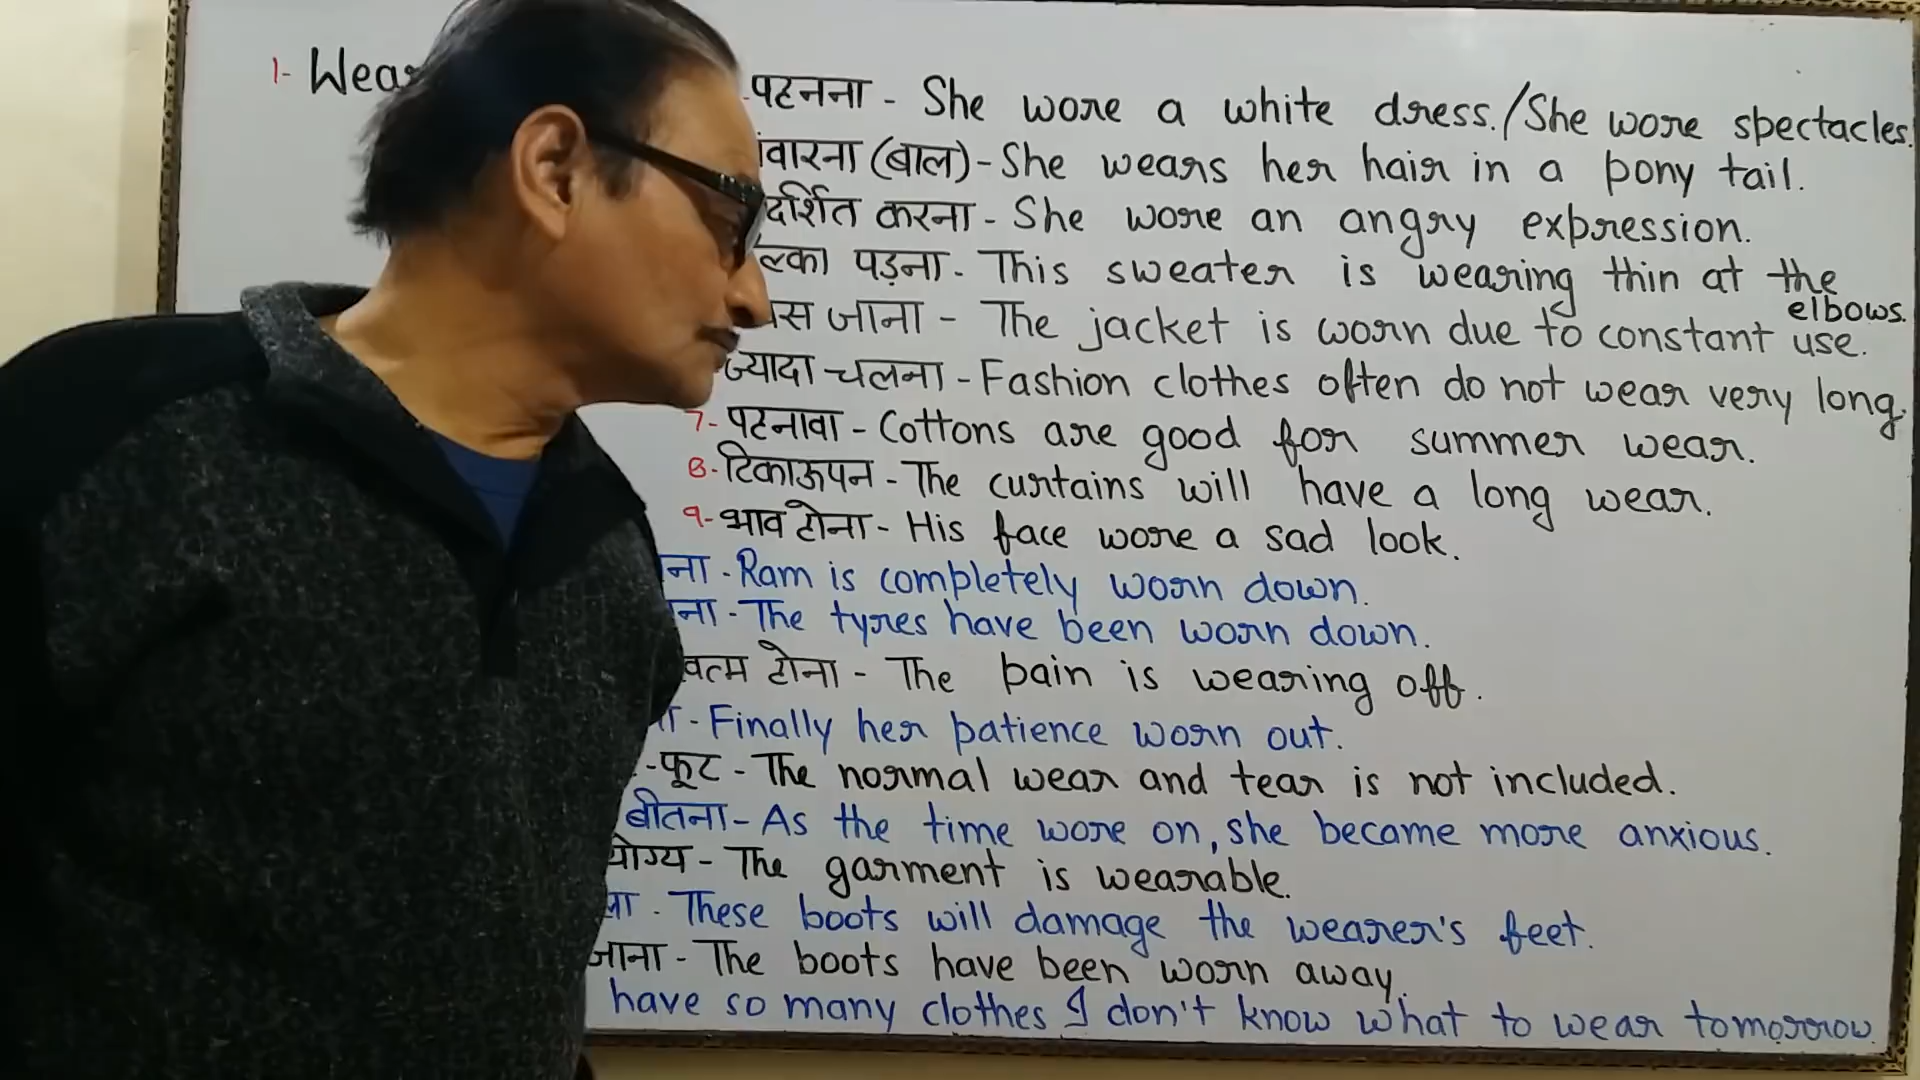 1- Wear पहनना - She wore a white dress./She wore spectacles.
(बाल) - She wears her hair in a pony tail.
करना - She wore an angry expression.
पड़ना - This sweater is wearing thin at the elbows.
जाना - The jacket is worn due to constant use.
ज्यादा चलना - Fashion clothes often do not wear very long.
7- पहनावा - Cottons are good for summer wear.
8- टिकाऊपन - The curtains will have a long wear.
9- भाव होना - His face wore a sad look.
ना - Ram is completely worn down.
ना - The tyres have been worn down.
होना - The pain is wearing off.
- Finally her patience worn out.
-फूट - The normal wear and tear is not included.
बीतना - As the time wore on, she became more anxious.
योग्य - The garment is wearable.
- These boots will damage the wearer's feet.
जाना - The boots have been worn away.
have so many clothes I don't know what to wear tomorrow.